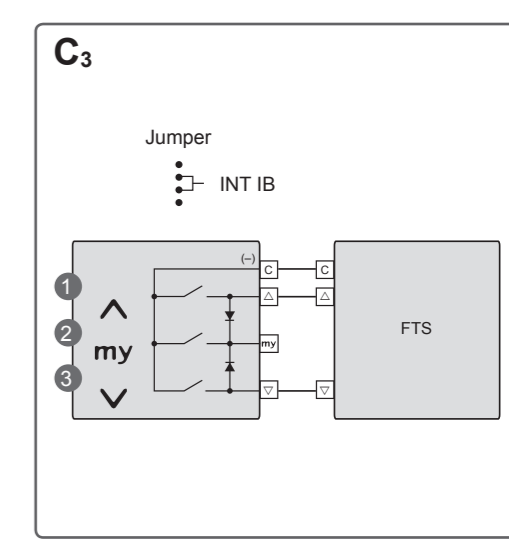 C₃
Jumper
INT IB
(–)
C C
1
△ △
2
my
my
FTS
3
▽ ▽